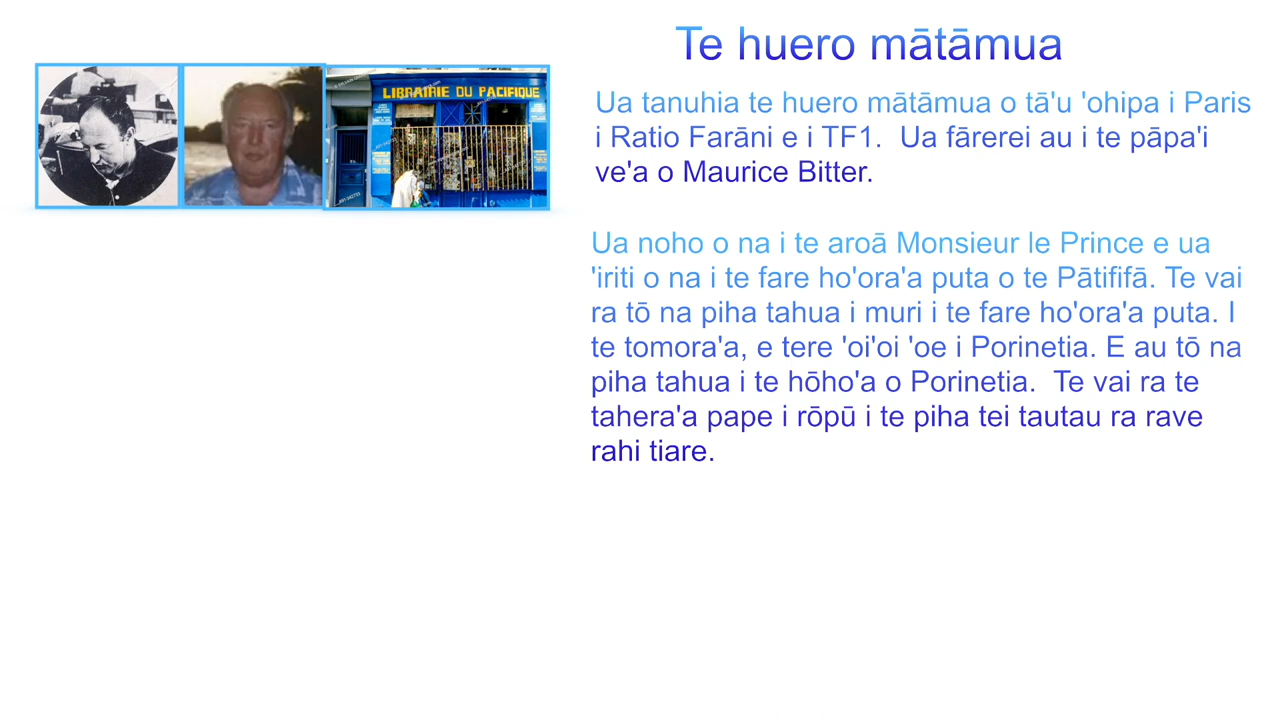 Te huero mātāmua
LIBRAIRIE DU PACIFIQUE
Ua tanuhia te huero mātāmua o tā'u 'ohipa i Paris
i Ratio Farāni e i TF1.  Ua fārerei au i te pāpa'i
ve'a o Maurice Bitter.
Ua noho o na i te aroā Monsieur le Prince e ua
'iriti o na i te fare ho'ora'a puta o te Pātififā. Te vai
ra tō na piha tahua i muri i te fare ho'ora'a puta. I
te tomora'a, e tere 'oi'oi 'oe i Porinetia. E au tō na
piha tahua i te hōho'a o Porinetia.  Te vai ra te
tahera'a pape i rōpū i te piha tei tautau ra rave
rahi tiare.